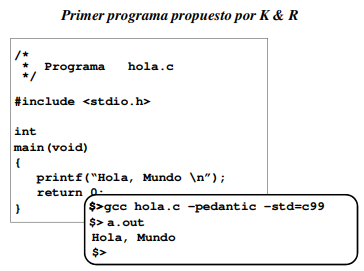 Primer programa propuesto por K & R
/*
* Programa hola.c
*/
#include <stdio.h>
int
main(void)
{
printf(“Hola, Mundo \n”);
return 0;
}
$>gcc hola.c –pedantic –std=c99
$>a.out
Hola, Mundo
$>